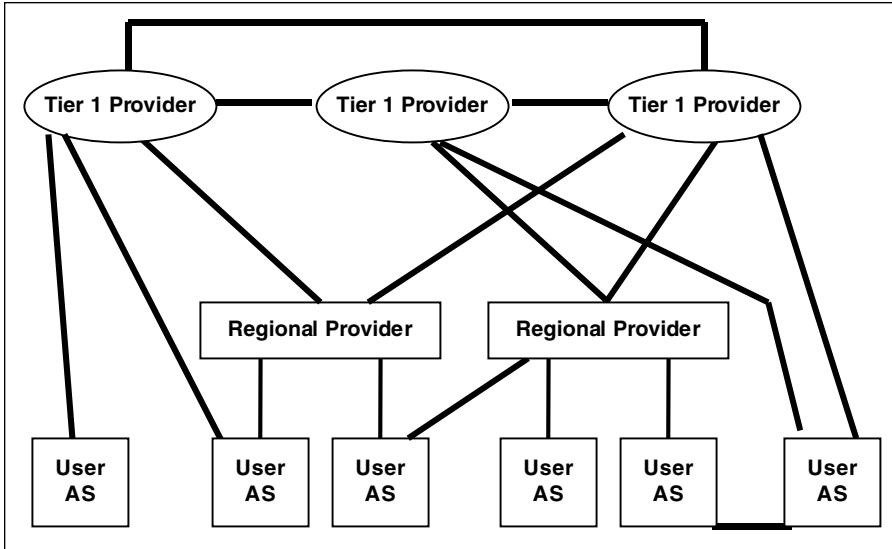 Tier 1 Provider
Tier 1 Provider
Tier 1 Provider
Regional Provider
Regional Provider
User
AS
User
AS
User
AS
User
AS
User
AS
User
AS